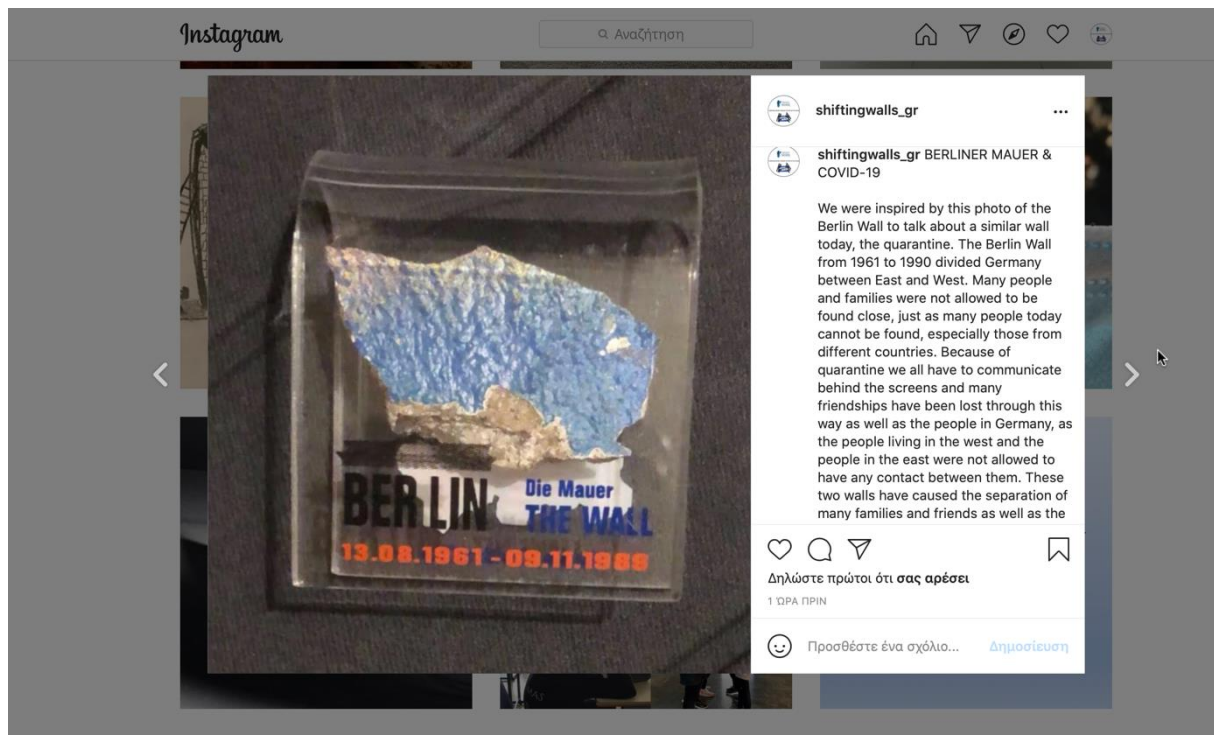 Instagram
Αναζήτηση
BERLIN
Die Mauer
THE WALL
13.08.1961 - 09.11.1989
shiftingwalls_gr
shiftingwalls_gr BERLINER MAUER &
COVID-19
We were inspired by this photo of the
Berlin Wall to talk about a similar wall
today, the quarantine. The Berlin Wall
from 1961 to 1990 divided Germany
between East and West. Many people
and families were not allowed to be
found close, just as many people today
cannot be found, especially those from
different countries. Because of
quarantine we all have to communicate
behind the screens and many
friendships have been lost through this
way as well as the people in Germany, as
the people living in the west and the
people in the east were not allowed to
have any contact between them. These
two walls have caused the separation of
many families and friends as well as the
Δηλώστε πρώτοι ότι σας αρέσει
1 ΏΡΑ ΠΡΙΝ
Προσθέστε ένα σχόλιο...
Δημοσίευση